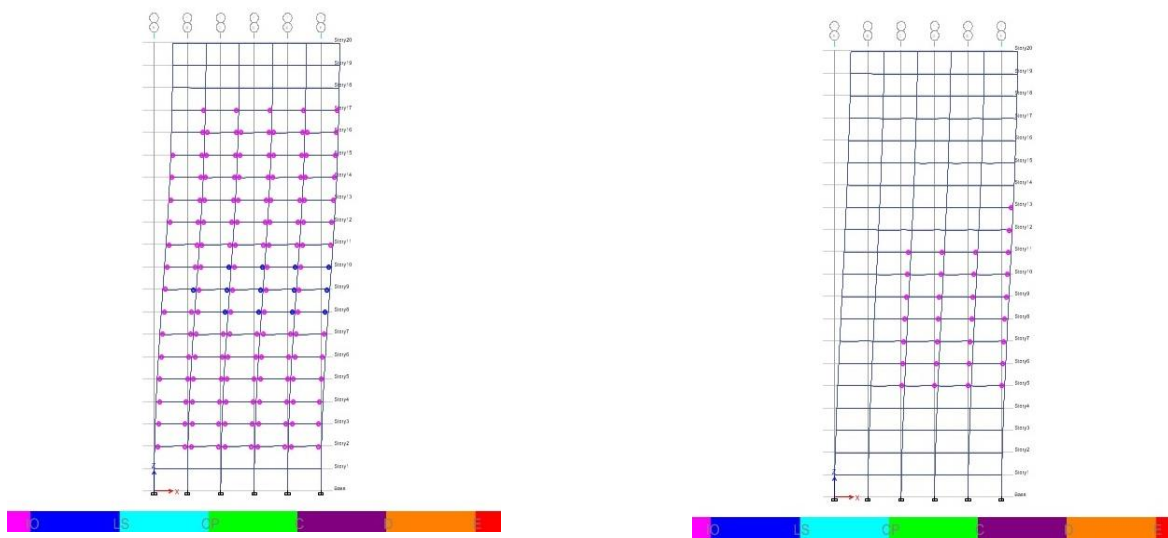 Story20
Story19
Story18
Story17
Story16
Story15
Story14
Story13
Story12
Story11
Story10
Story9
Story8
Story7
Story6
Story5
Story4
Story3
Story2
Story1
Base
Z
X
IO LS CP C D E
Story20
Story19
Story18
Story17
Story16
Story15
Story14
Story13
Story12
Story11
Story10
Story9
Story8
Story7
Story6
Story5
Story4
Story3
Story2
Story1
Base
Z
X
IO LS CP C D E